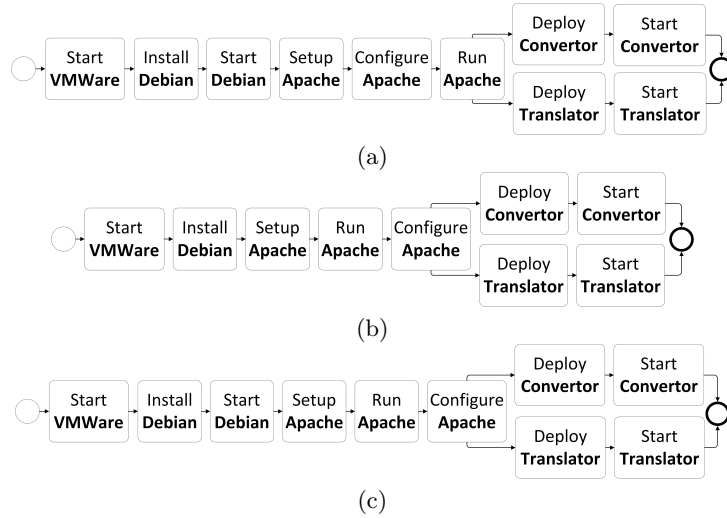 Start
VMWare
Install
Debian
Start
Debian
Setup
Apache
Configure
Apache
Run
Apache
Deploy
Convertor
Start
Convertor
Deploy
Translator
Start
Translator
(a)
Start
VMWare
Install
Debian
Setup
Apache
Run
Apache
Configure
Apache
Deploy
Convertor
Start
Convertor
Deploy
Translator
Start
Translator
(b)
Start
VMWare
Install
Debian
Start
Debian
Setup
Apache
Run
Apache
Configure
Apache
Deploy
Convertor
Start
Convertor
Deploy
Translator
Start
Translator
(c)